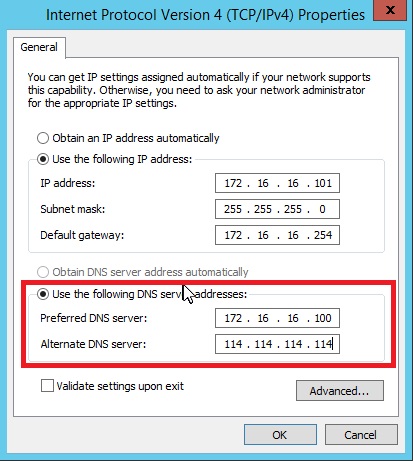 Internet Protocol Version 4 (TCP/IPv4) Properties
x
General
You can get IP settings assigned automatically if your network supports
this capability. Otherwise, you need to ask your network administrator
for the appropriate IP settings.
Obtain an IP address automatically
Use the following IP address:
IP address: 172 . 16 . 16 . 101
Subnet mask: 255 . 255 . 255 . 0
Default gateway: 172 . 16 . 16 . 254
Obtain DNS server address automatically
Use the following DNS server addresses:
Preferred DNS server: 172 . 16 . 16 . 100
Alternate DNS server: 114 . 114 . 114 . 114
Validate settings upon exit
Advanced...
OK Cancel